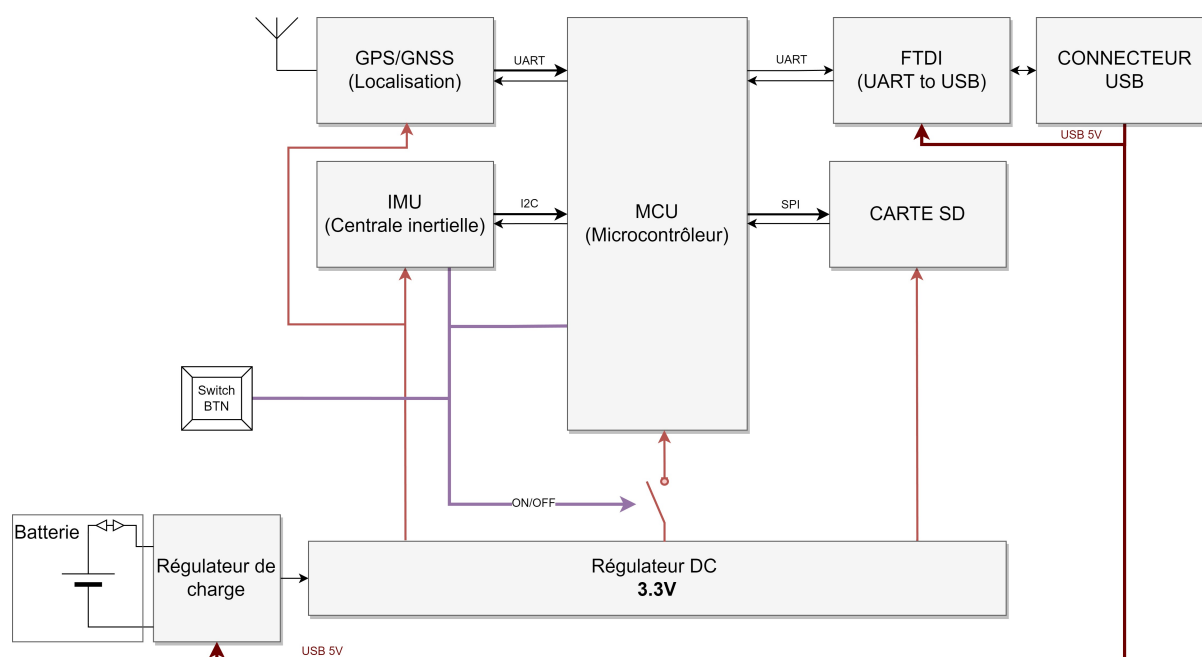 GPS/GNSS
(Localisation)
UART
UART
FTDI
(UART to USB)
CONNECTEUR
USB
USB 5V
IMU
(Centrale inertielle)
I2C
MCU
(Microcontrôleur)
SPI
CARTE SD
Switch
BTN
ON/OFF
Batterie
Régulateur de
charge
Régulateur DC
3.3V
USB 5V